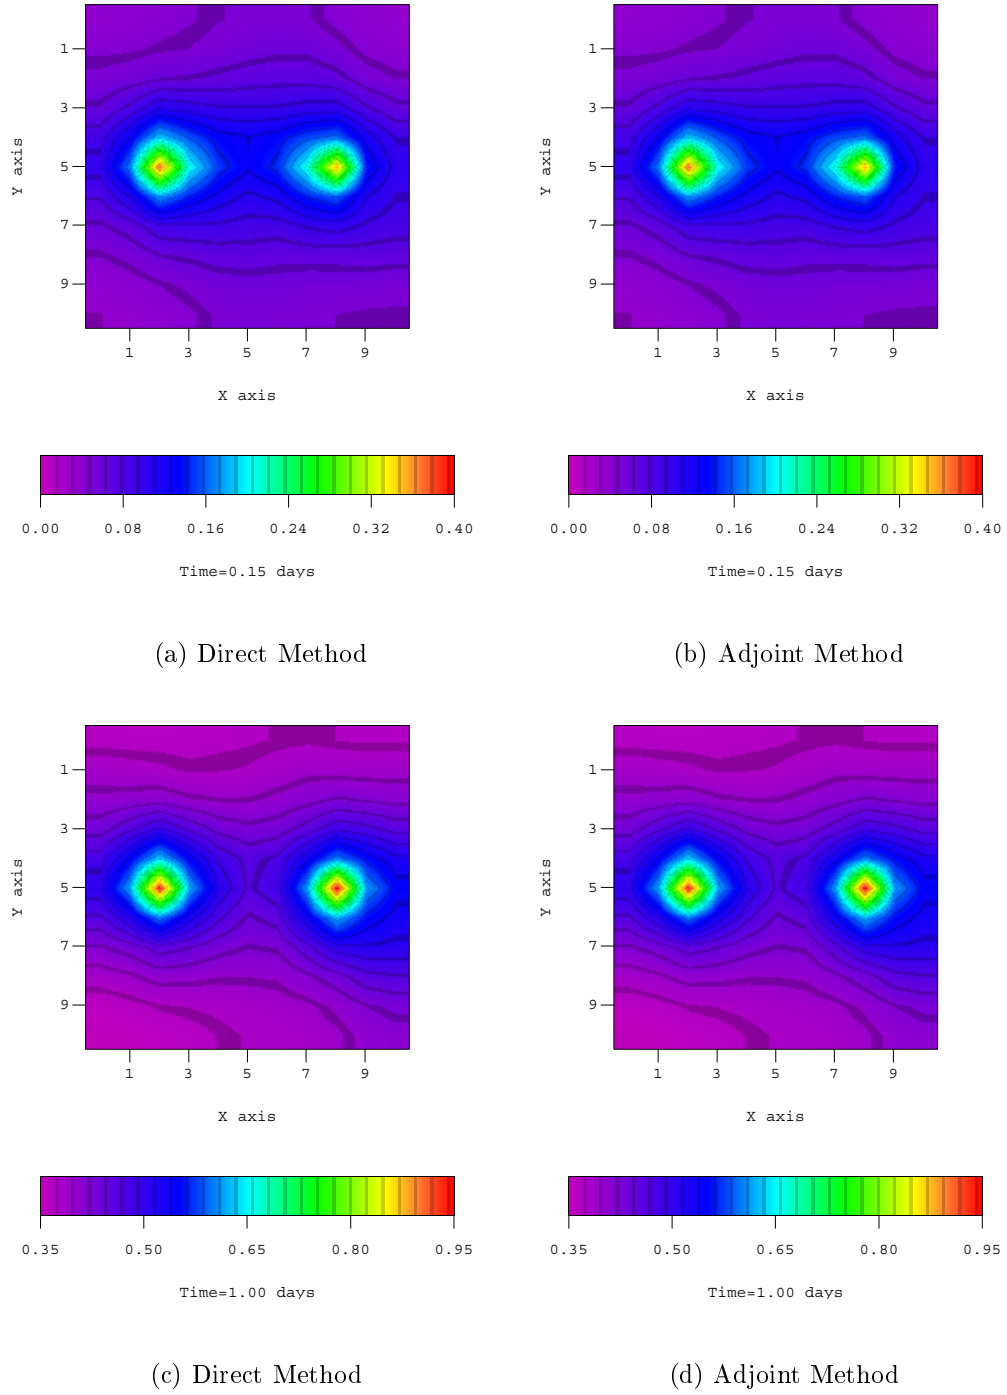 1
3
5
7
9
Y axis
1 3 5 7 9
X axis
0.00 0.08 0.16 0.24 0.32 0.40
Time=0.15 days
(a) Direct Method
1
3
5
7
9
Y axis
1 3 5 7 9
X axis
0.00 0.08 0.16 0.24 0.32 0.40
Time=0.15 days
(b) Adjoint Method
1
3
5
7
9
Y axis
1 3 5 7 9
X axis
0.35 0.50 0.65 0.80 0.95
Time=1.00 days
(c) Direct Method
1
3
5
7
9
Y axis
1 3 5 7 9
X axis
0.35 0.50 0.65 0.80 0.95
Time=1.00 days
(d) Adjoint Method